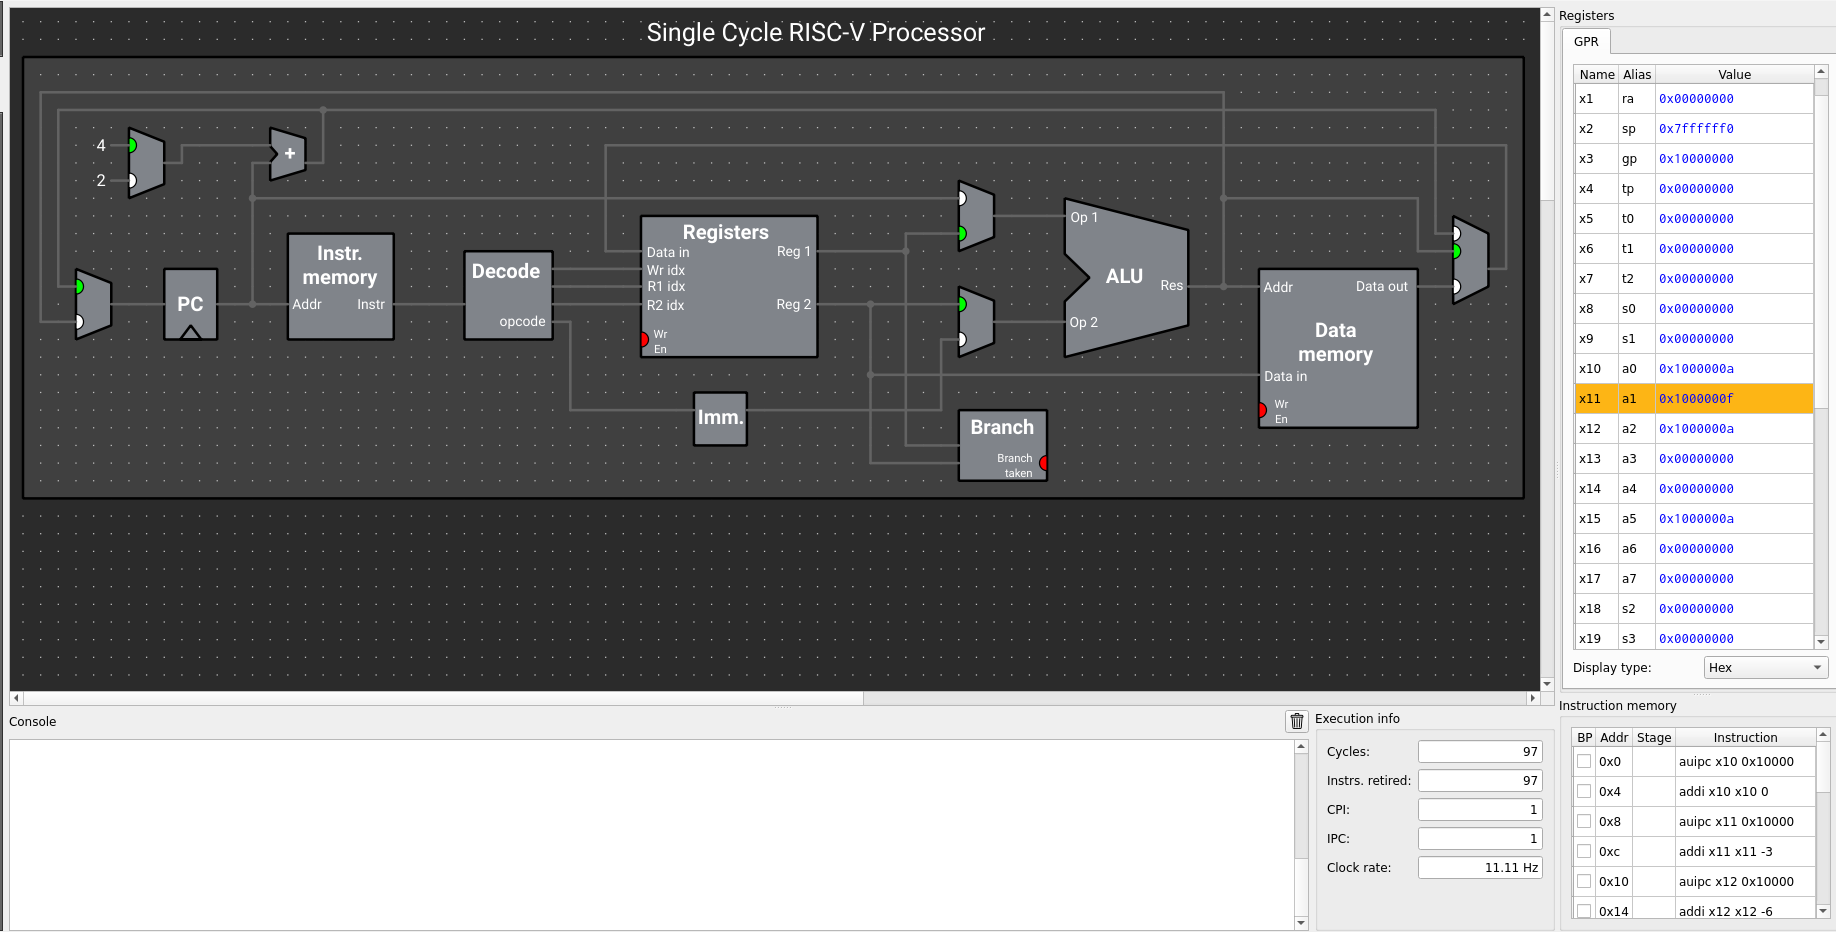 Single Cycle RISC-V Processor
4
2
+
PC
Instr.
memory
Addr
Instr
Decode
opcode
Registers
Data in
Wr idx
R1 idx
R2 idx
Reg 1
Reg 2
Wr
En
Imm.
Op 1
ALU
Res
Op 2
Branch
Branch
taken
Addr
Data out
Data
memory
Data in
Wr
En
Registers
GPR
Name Alias Value
x1 ra 0x00000000
x2 sp 0x7ffffff0
x3 gp 0x10000000
x4 tp 0x00000000
x5 t0 0x00000000
x6 t1 0x00000000
x7 t2 0x00000000
x8 s0 0x00000000
x9 s1 0x00000000
x10 a0 0x1000000a
x11 a1 0x1000000f
x12 a2 0x1000000a
x13 a3 0x00000000
x14 a4 0x00000000
x15 a5 0x1000000a
x16 a6 0x00000000
x17 a7 0x00000000
x18 s2 0x00000000
x19 s3 0x00000000
Display type: Hex
Console
Execution info
Cycles: 97
Instrs. retired: 97
CPI: 1
IPC: 1
Clock rate: 11.11 Hz
Instruction memory
BP Addr Stage Instruction
0x0 auipc x10 0x10000
0x4 addi x10 x10 0
0x8 auipc x11 0x10000
0xc addi x11 x11 -3
0x10 auipc x12 0x10000
0x14 addi x12 x12 -6